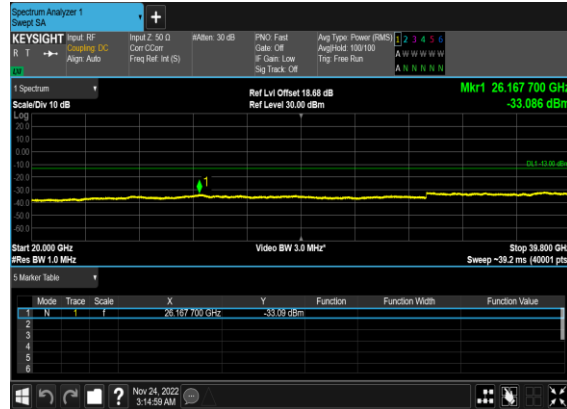 Spectrum Analyzer 1
Swept SA
+
KEYSIGHT Input: RF Input Z: 50 Ω #Atten: 30 dB PNO: Fast Avg Type: Power (RMS) 1 2 3 4 5 6
R T Coupling: DC Corr CCorr Gate: Off Avg|Hold: 100/100 A W W W W W
Align: Auto Freq Ref: Int (S) IF Gain: Low Trig: Free Run
Sig Track: Off A N N N N N
1 Spectrum Ref Lvl Offset 18.68 dB Mkr1 26.167 700 GHz
Scale/Div 10 dB Ref Level 30.00 dBm -33.086 dBm
Log
20.0
10.0
0.00
-10.0 DL1 -13.00 dBm
-20.0
-30.0 1
-40.0
-50.0
-60.0
Start 20.000 GHz Video BW 3.0 MHz* Stop 39.800 GHz
#Res BW 1.0 MHz Sweep ~39.2 ms (40001 pts)
5 Marker Table
Mode Trace Scale X Y Function Function Width Function Value
1 N 1 f 26.167 700 GHz -33.09 dBm
2
3
4
5
6
? Nov 24, 2022
3:14:59 AM